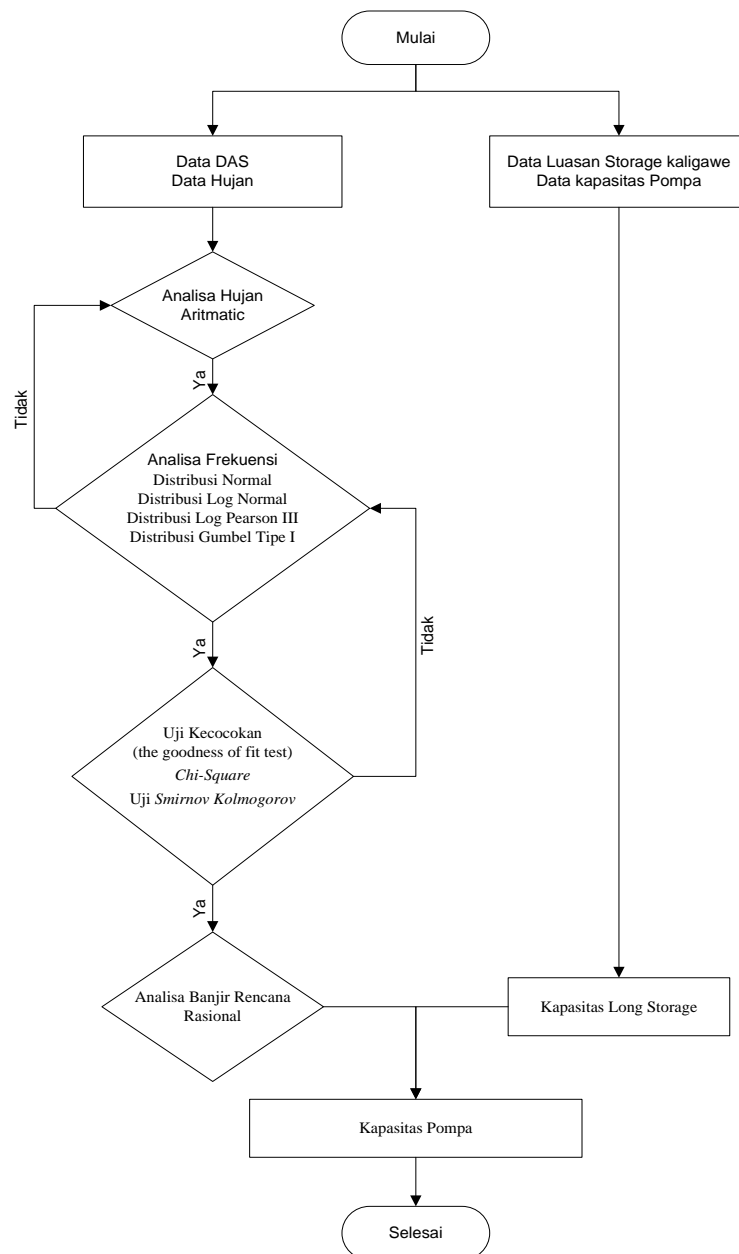 Mulai
Data DAS
Data Hujan
Data Luasan Storage kaligawe
Data kapasitas Pompa
Analisa Hujan
Aritmatic
Ya
Tidak
Analisa Frekuensi
Distribusi Normal
Distribusi Log Normal
Distribusi Log Pearson III
Distribusi Gumbel Tipe I
Ya
Tidak
Uji Kecocokan
(the goodness of fit test)
Chi-Square
Uji Smirnov Kolmogorov
Ya
Analisa Banjir Rencana
Rasional
Kapasitas Long Storage
Kapasitas Pompa
Selesai